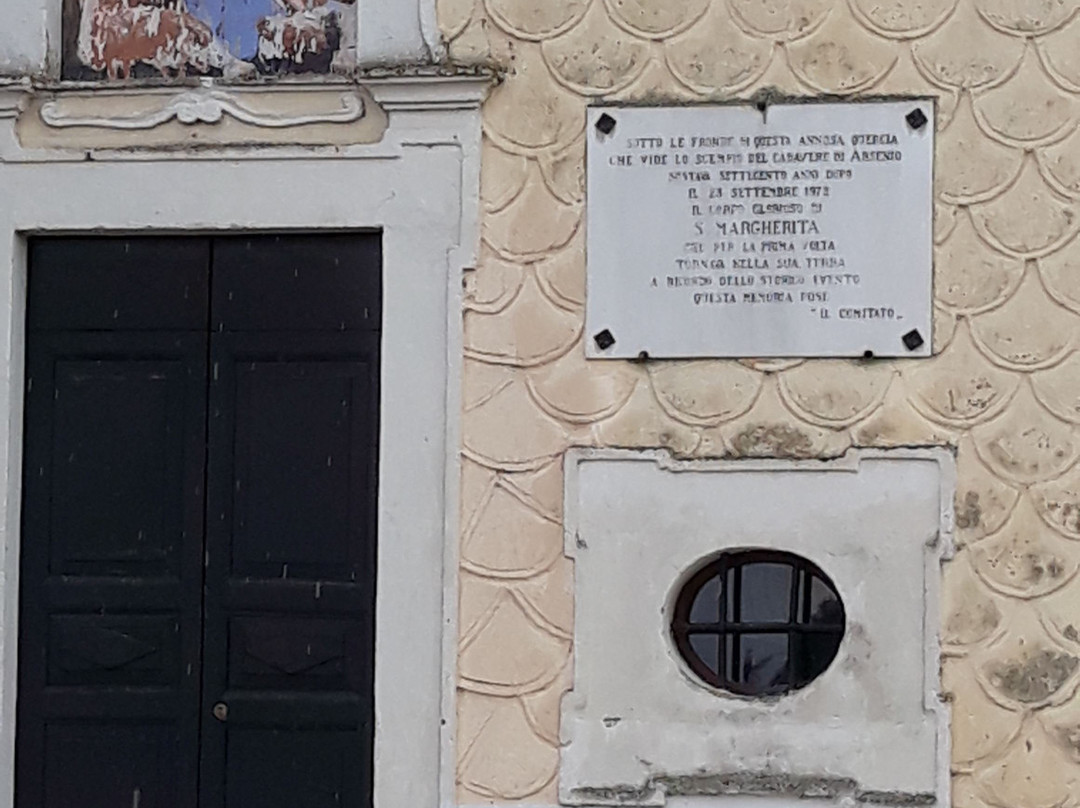 SOTTO LE FRONDE DI QUESTA ANNOSA QUERCIA
CHE VIDE LO SCEMPIO DEL CADAVERE DI ARSENIO
SOSTAVA SETTECENTO ANNI DOPO
IL 23 SETTEMBRE 1972
IL CORPO GLORIOSO DI
S MARGHERITA
CHE PER LA PRIMA VOLTA
TORNAVA NELLA SUA TERRA
A RICORDO DELLO STORICO EVENTO
QUESTA MEMORIA POSE
"IL COMITATO„